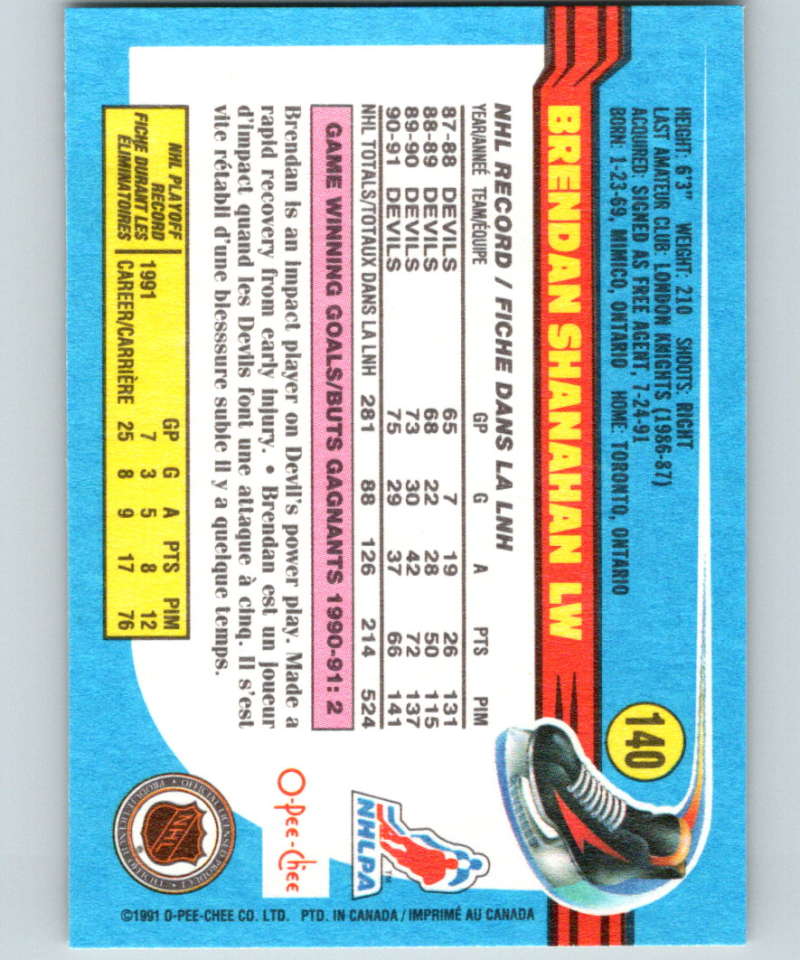 140
BRENDAN SHANAHAN LW
HEIGHT: 6'3" WEIGHT: 210 SHOOTS: RIGHT
LAST AMATEUR CLUB: LONDON KNIGHTS (1986-87)
ACQUIRED: SIGNED AS FREE AGENT, 7-24-91
BORN: 1-23-69, MIMICO, ONTARIO HOME: TORONTO, ONTARIO
NHL RECORD / FICHE DANS LA LNH
YEAR/ANNÉE TEAM/ÉQUIPE GP G A PTS PIM
87-88 DEVILS 65 7 19 26 131
88-89 DEVILS 68 22 28 50 115
89-90 DEVILS 73 30 42 72 137
90-91 DEVILS 75 29 37 66 141
NHL TOTALS/TOTAUX DANS LA LNH 281 88 126 214 524
GAME WINNING GOALS/BUTS GAGNANTS 1990-91: 2
Brendan is an impact player on Devil's power play. Made a
rapid recovery from early injury. • Brendan est un joueur
d'impact quand les Devils font une attaque à cinq. Il s'est
vite rétabli d'une blesssure subie il y a quelque temps.
NHL PLAYOFF
RECORD
FICHE DURANT LES
ÉLIMINATOIRES
GP G A PTS PIM
1991 7 3 5 8 12
CAREER/CARRIÈRE 25 8 9 17 76
NHLPA
TM
O-Pee-Chee
NHL
OFFICIAL LICENSED PRODUCT
©1991 O-PEE-CHEE CO. LTD. PTD. IN CANADA / IMPRIMÉ AU CANADA